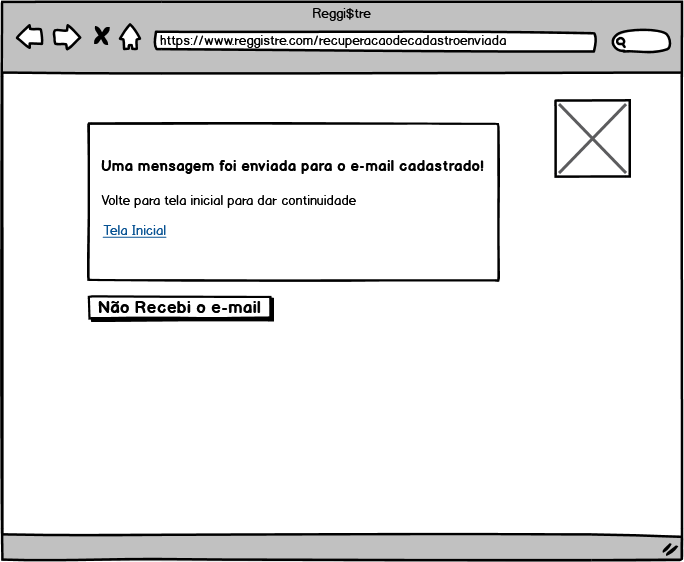 Reggi$tre
https://www.reggistre.com/recuperacaodecadastroenviada
Uma mensagem foi enviada para o e-mail cadastrado!
Volte para tela inicial para dar continuidade
Tela Inicial
Não Recebi o e-mail